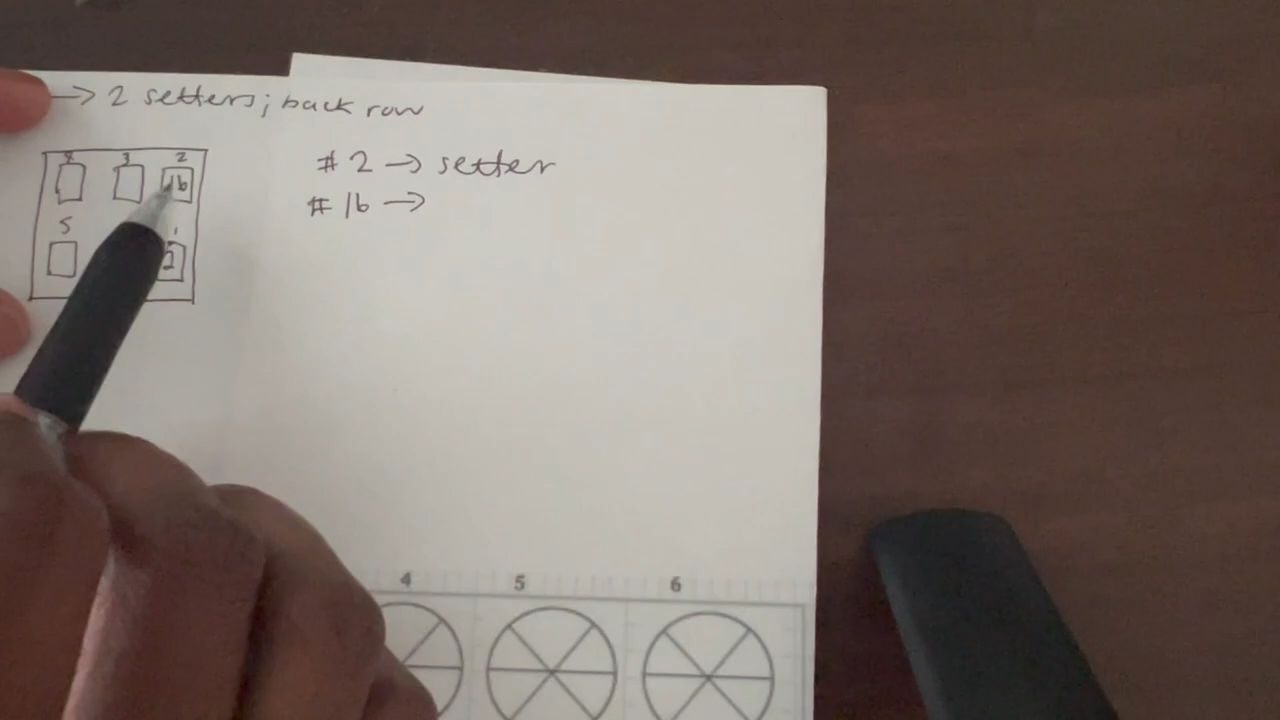 → 2 setters; back row
4 3 2
16
5 1
2
# 2 → setter
# 16 →
4 5 6